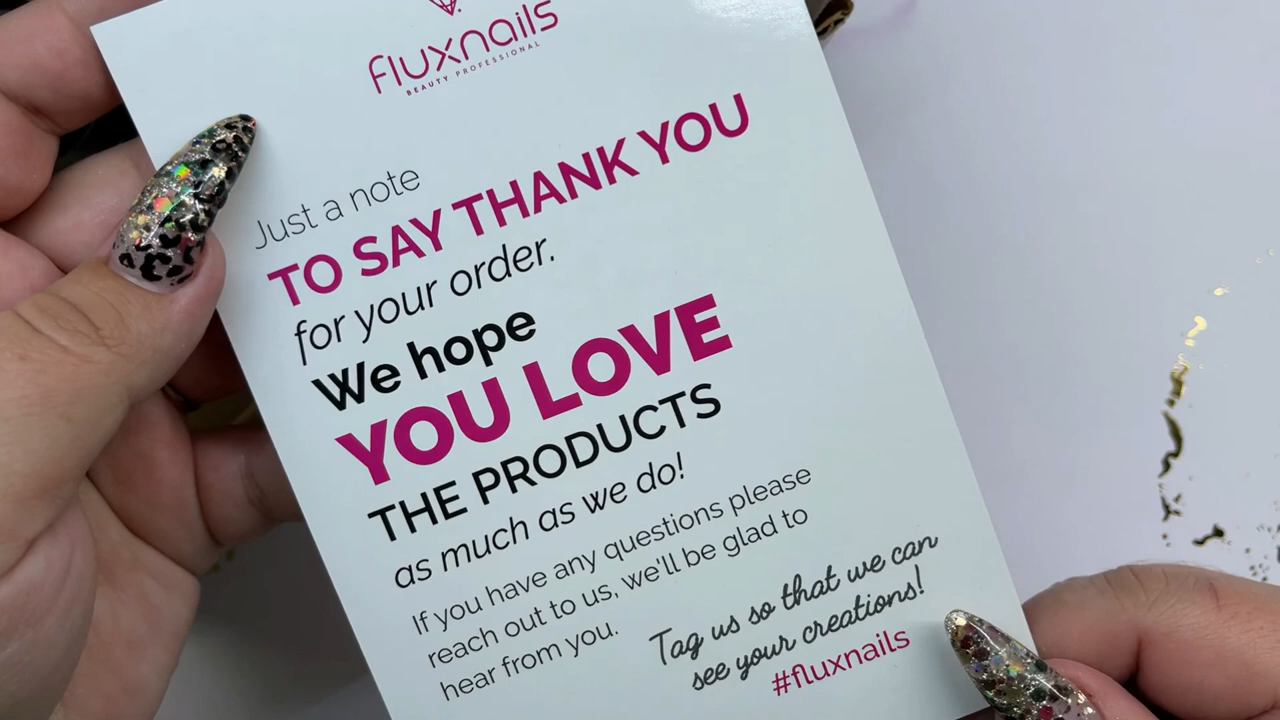 fluxnails
BEAUTY PROFESSIONAL
Just a note
TO SAY THANK YOU
for your order.
We hope
YOU LOVE
THE PRODUCTS
as much as we do!
If you have any questions please
reach out to us, we'll be glad to
hear from you.
Tag us so that we can
see your creations!
#fluxnails